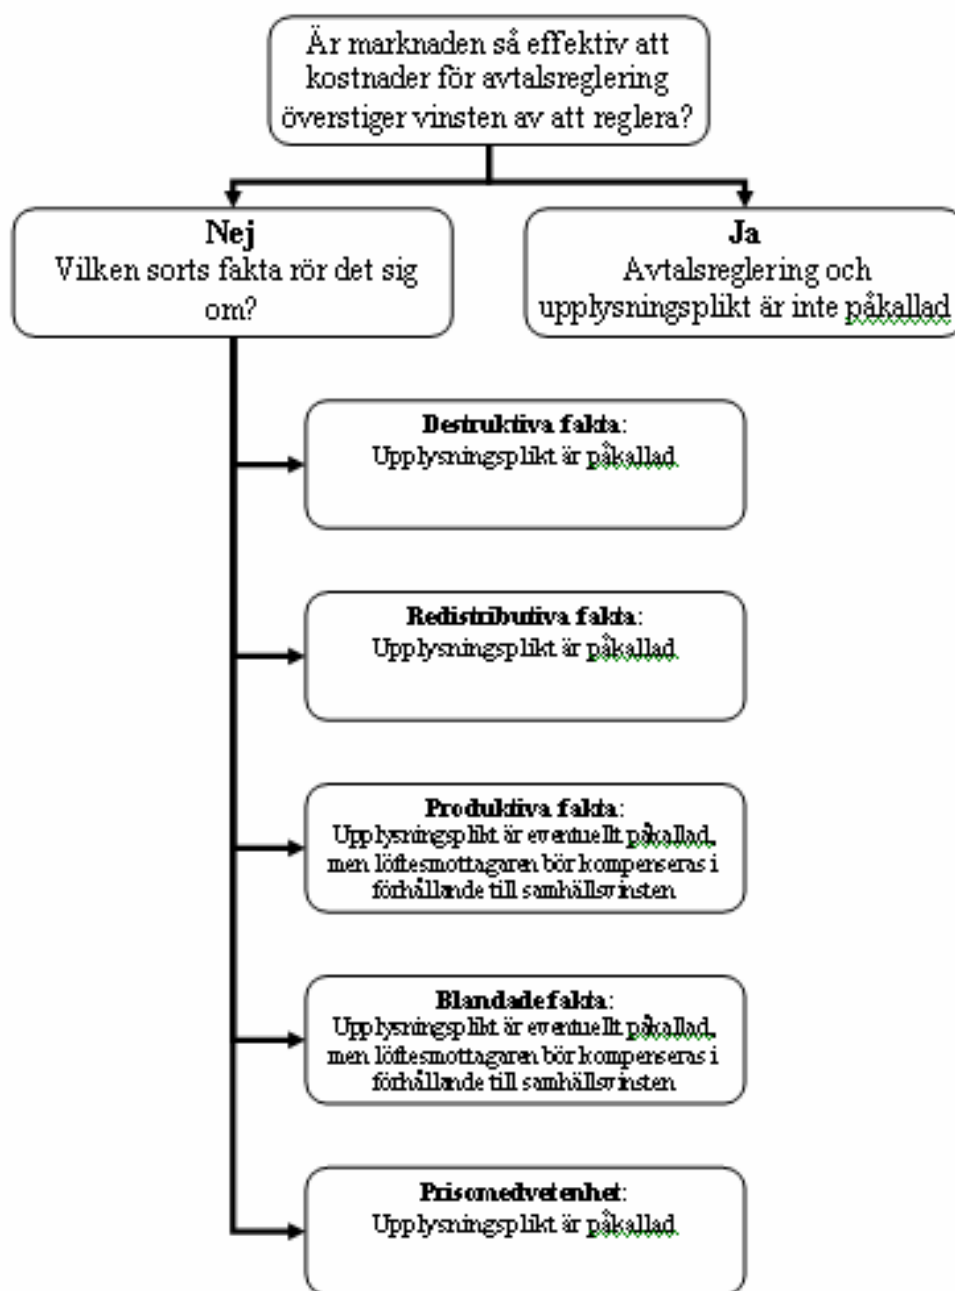 Är marknaden så effektiv att
kostnader för avtalsreglering
överstiger vinsten av att reglera?
Nej
Vilken sorts fakta rör det sig
om?
Ja
Avtalsreglering och
upplysningsplikt är inte påkallad
Destruktiva fakta:
Upplysningsplikt är påkallad
Redistributiva fakta:
Upplysningsplikt är påkallad
Produktiva fakta:
Upplysningsplikt är eventuellt påkallad,
men löftesmottagaren bör kompenseras i
förhållande till samhällsvinsten
Blandade fakta:
Upplysningsplikt är eventuellt påkallad,
men löftesmottagaren bör kompenseras i
förhållande till samhällsvinsten
Prisomedvetenhet:
Upplysningsplikt är påkallad